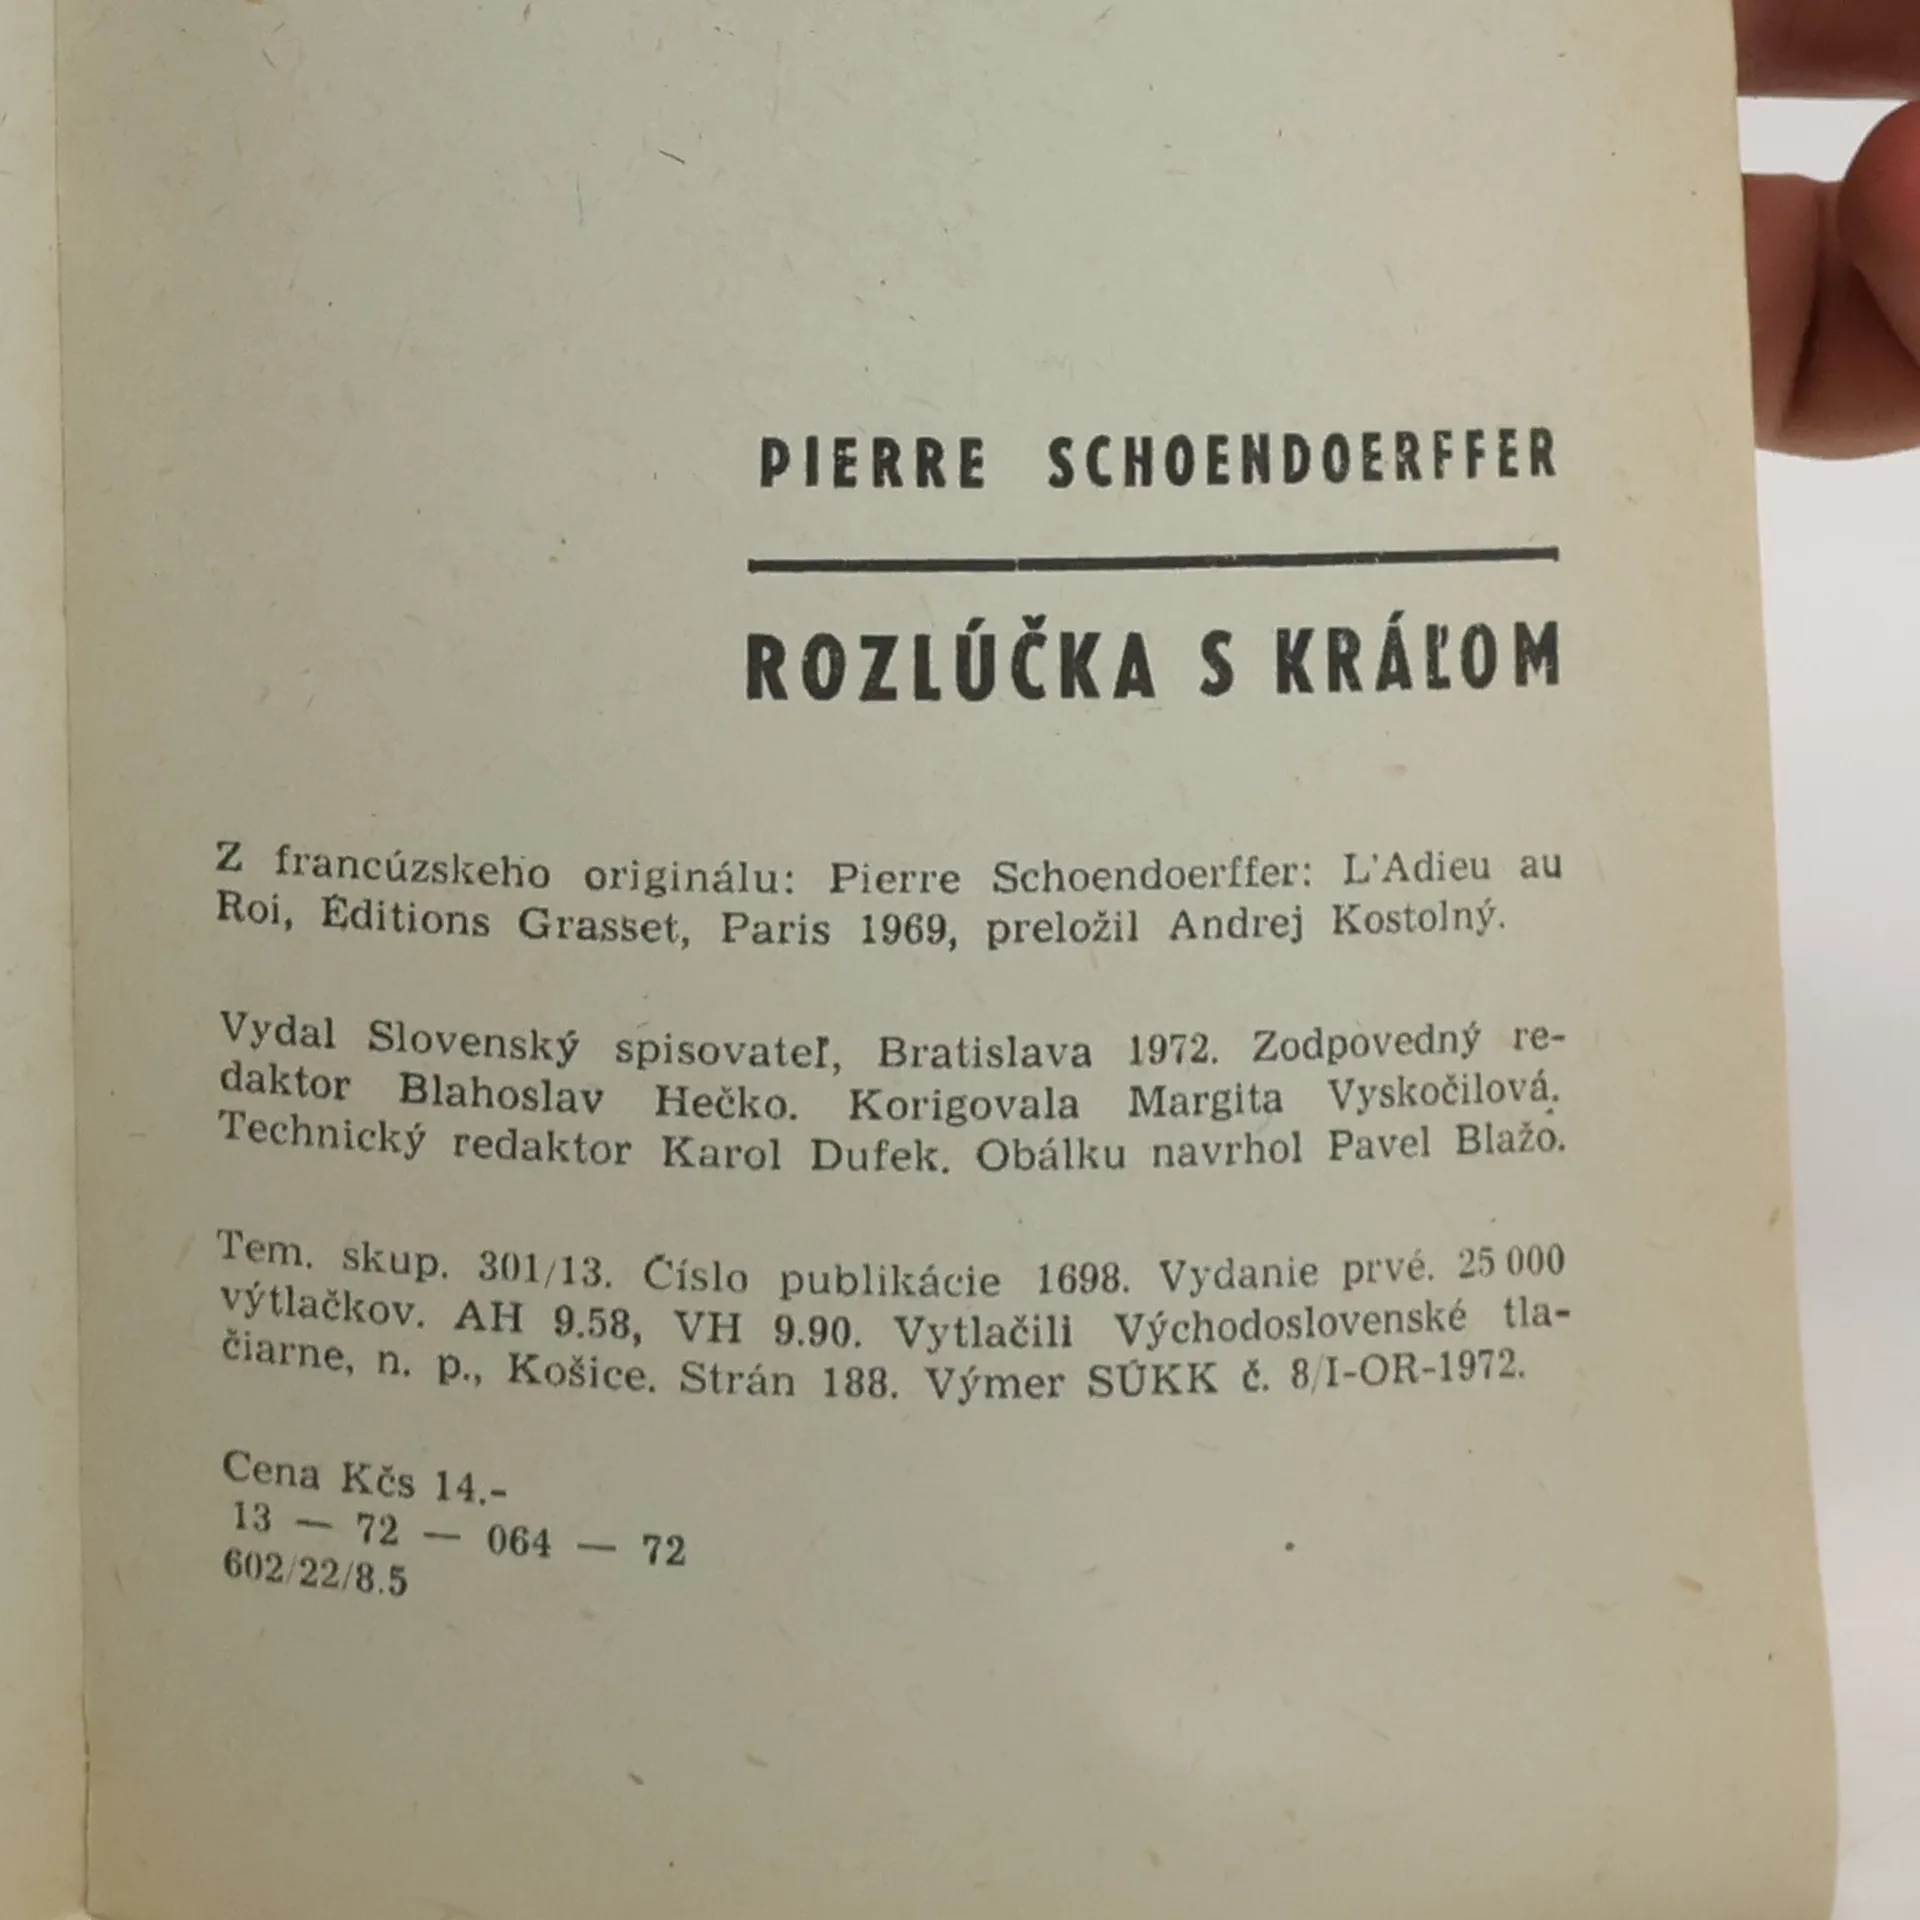 PIERRE SCHOENDOERFFER
ROZLÚČKA S KRÁĽOM
Z francúzskeho originálu: Pierre Schoendoerffer: L'Adieu au
Roi, Éditions Grasset, Paris 1969, preložil Andrej Kostolný.
Vydal Slovenský spisovateľ, Bratislava 1972. Zodpovedný re-
daktor Blahoslav Hečko. Korigovala Margita Vyskočilová.
Technický redaktor Karol Dufek. Obálku navrhol Pavel Blažo.
Tem. skup. 301/13. Číslo publikácie 1698. Vydanie prvé. 25 000
výtlačkov. AH 9.58, VH 9.90. Vytlačili Východoslovenské tla-
čiarne, n. p., Košice. Strán 188. Výmer SÚKK č. 8/I-OR-1972.
Cena Kčs 14.-
13 — 72 — 064 — 72
602/22/8.5